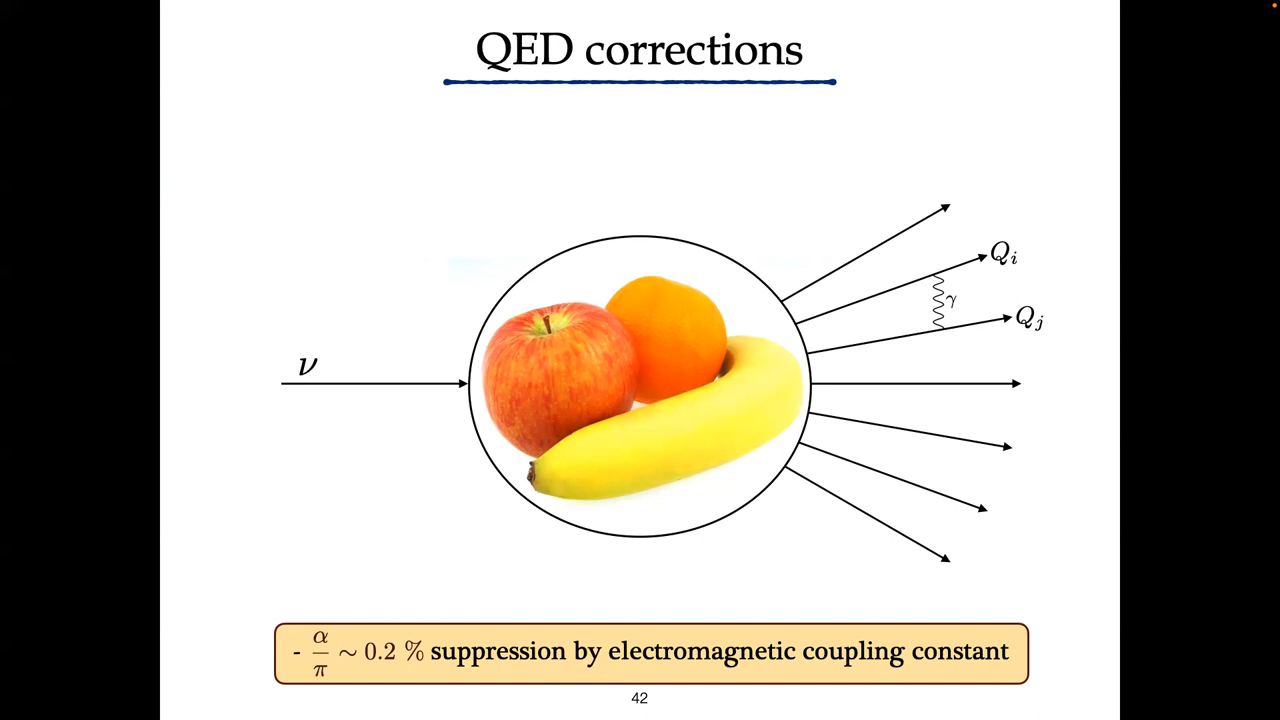 QED corrections
ν
Q_i
γ
Q_j
- α/π ~ 0.2 % suppression by electromagnetic coupling constant
42